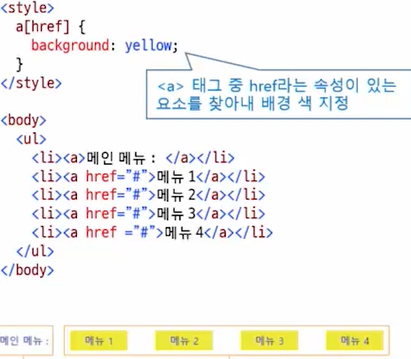 <style>
a[href] {
background: yellow;
}
</style>
<a> 태그 중 href라는 속성이 있는
요소를 찾아내 배경 색 지정
<body>
<ul>
<li><a>메인 메뉴 : </a></li>
<li><a href="#">메뉴 1</a></li>
<li><a href="#">메뉴 2</a></li>
<li><a href="#">메뉴 3</a></li>
<li><a href ="#">메뉴 4</a></li>
</ul>
</body>
메인 메뉴 : 메뉴 1 메뉴 2 메뉴 3 메뉴 4